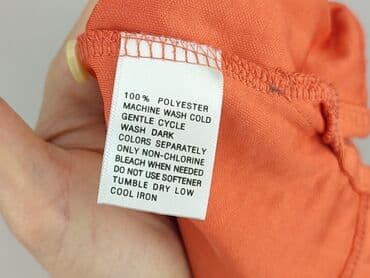 100% POLYESTER
MACHINE WASH COLD
GENTLE CYCLE
WASH DARK
COLORS SEPARATELY
ONLY NON-CHLORINE
BLEACH WHEN NEEDED
DO NOT USE SOFTENER
TUMBLE DRY LOW
COOL IRON